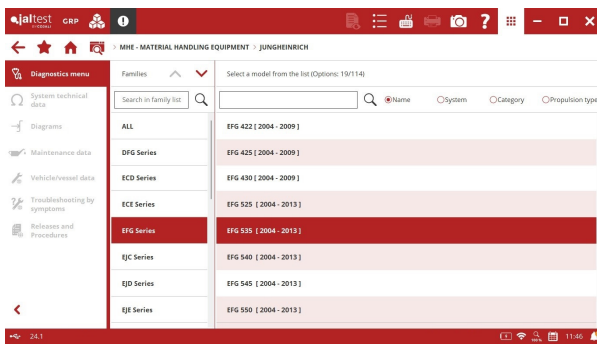 jaltest GRP
by COJALI
> MHE - MATERIAL HANDLING EQUIPMENT > JUNGHEINRICH
Diagnostics menu
System technical
data
Diagrams
Maintenance data
Vehicle/vessel data
Troubleshooting by
symptoms
Releases and
Procedures
Families
Search in family list
ALL
DFG Series
ECD Series
ECE Series
EFG Series
EJC Series
EJD Series
EJE Series
Select a model from the list (Options: 19/114)
Name System Category Propulsion type
EFG 422 [ 2004 - 2009 ]
EFG 425 [ 2004 - 2009 ]
EFG 430 [ 2004 - 2009 ]
EFG 525 [ 2004 - 2013 ]
EFG 535 [ 2004 - 2013 ]
EFG 540 [ 2004 - 2013 ]
EFG 545 [ 2004 - 2013 ]
EFG 550 [ 2004 - 2013 ]
24.1
100%
11:46